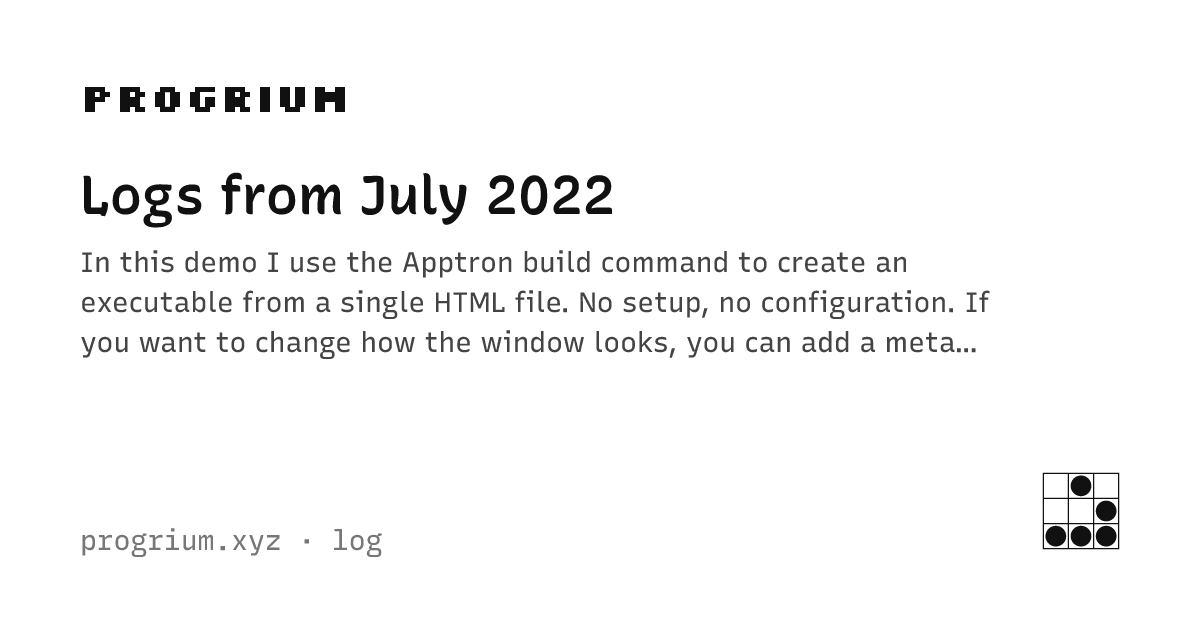 PROGRIUM
Logs from July 2022
In this demo I use the Apptron build command to create an
executable from a single HTML file. No setup, no configuration. If
you want to change how the window looks, you can add a meta...
progrium.xyz · log